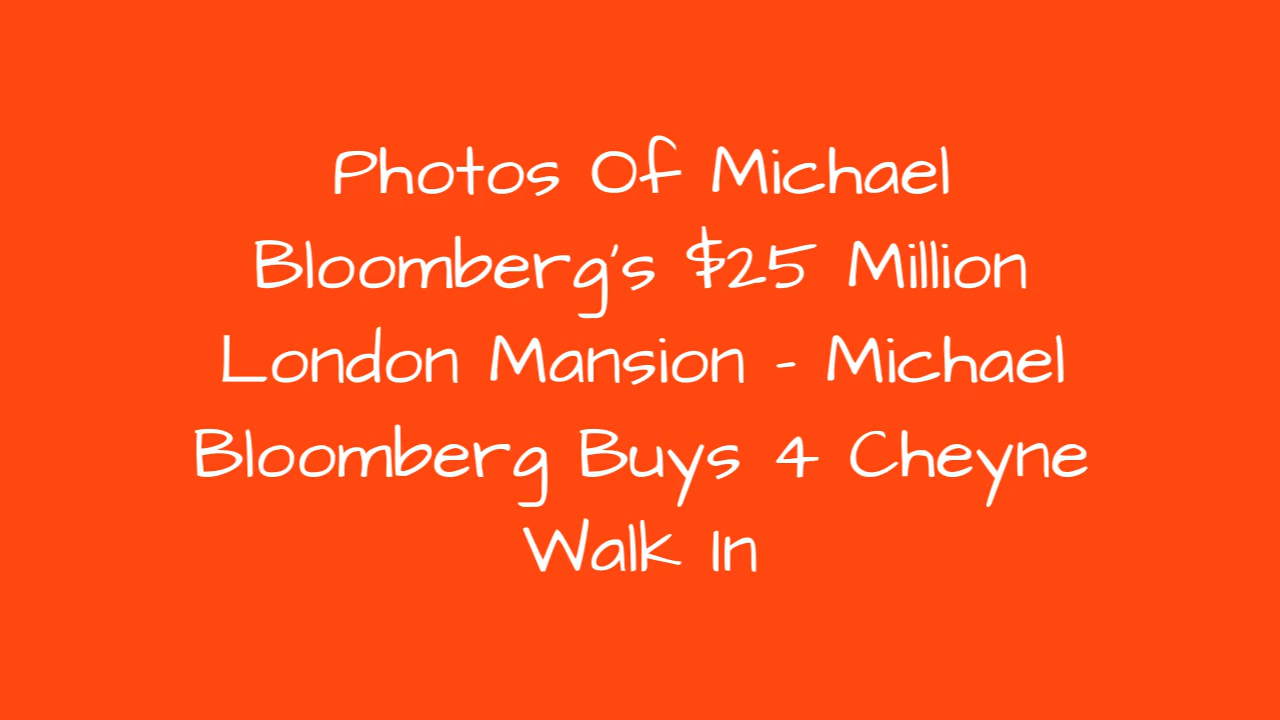 Photos Of Michael
Bloomberg's $25 Million
London Mansion - Michael
Bloomberg Buys 4 Cheyne
Walk In